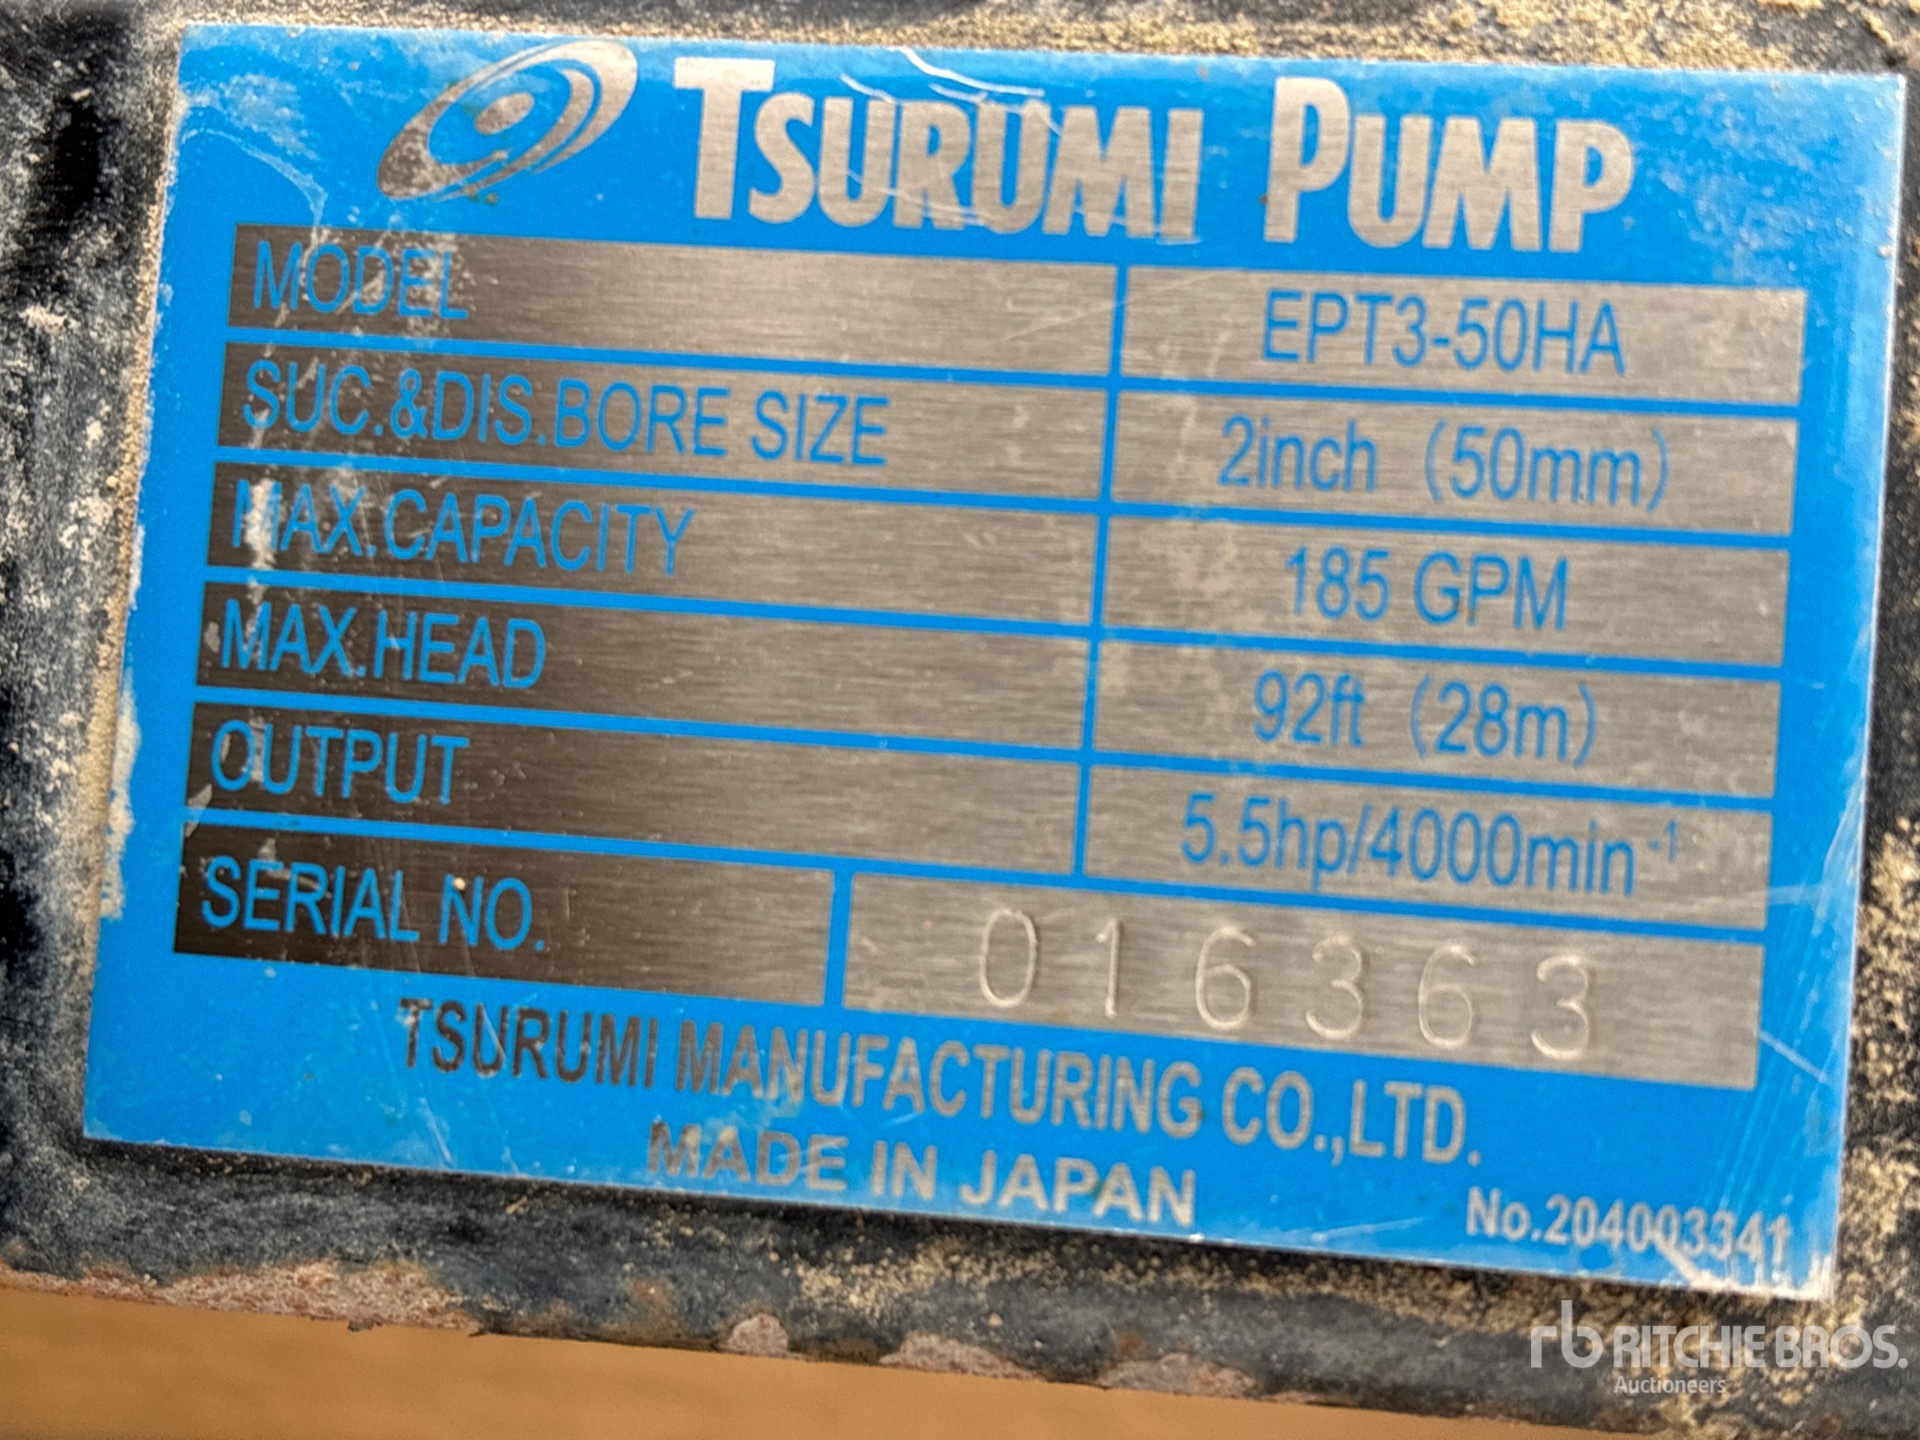 TSURUMI PUMP
MODEL EPT3-50HA
SUC.&DIS.BORE SIZE 2inch (50mm)
MAX.CAPACITY 185 GPM
MAX.HEAD 92ft (28m)
OUTPUT 5.5hp/4000min⁻¹
SERIAL NO. 016363
TSURUMI MANUFACTURING CO.,LTD.
MADE IN JAPAN
No.204003341
rb RITCHIE BROS.
Auctioneers